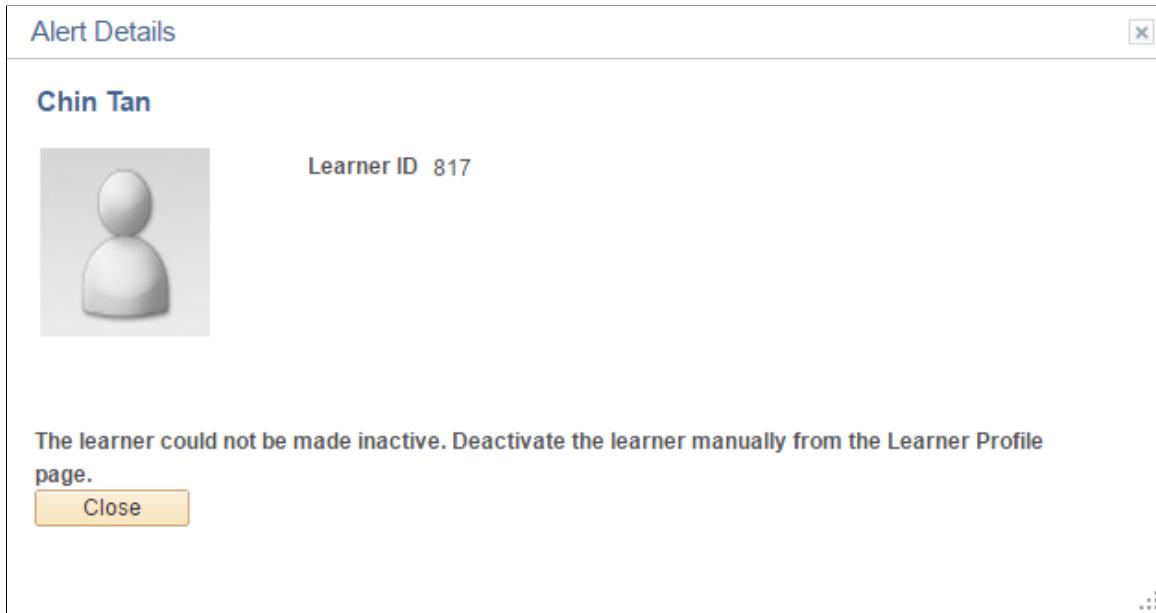 Alert Details
Chin Tan
Learner ID 817
The learner could not be made inactive. Deactivate the learner manually from the Learner Profile
page.
Close